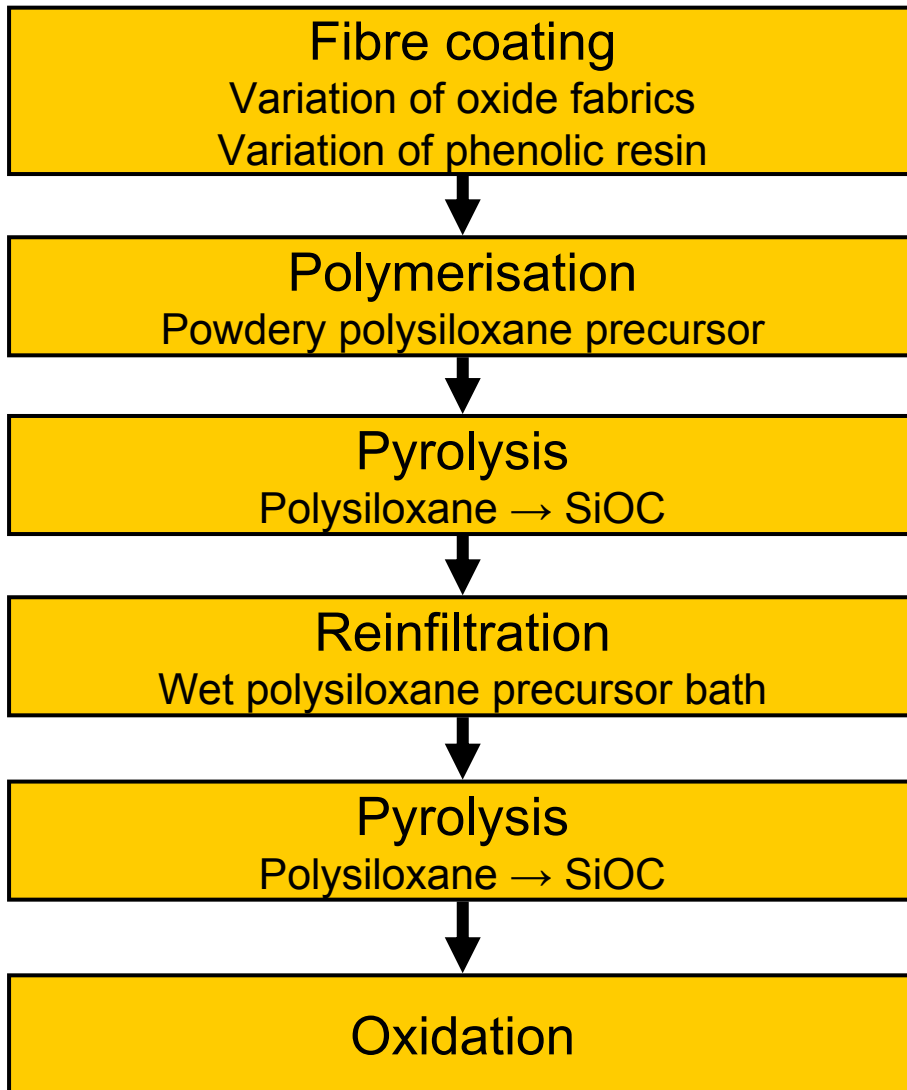 Fibre coating
Variation of oxide fabrics
Variation of phenolic resin
Polymerisation
Powdery polysiloxane precursor
Pyrolysis
Polysiloxane → SiOC
Reinfiltration
Wet polysiloxane precursor bath
Pyrolysis
Polysiloxane → SiOC
Oxidation